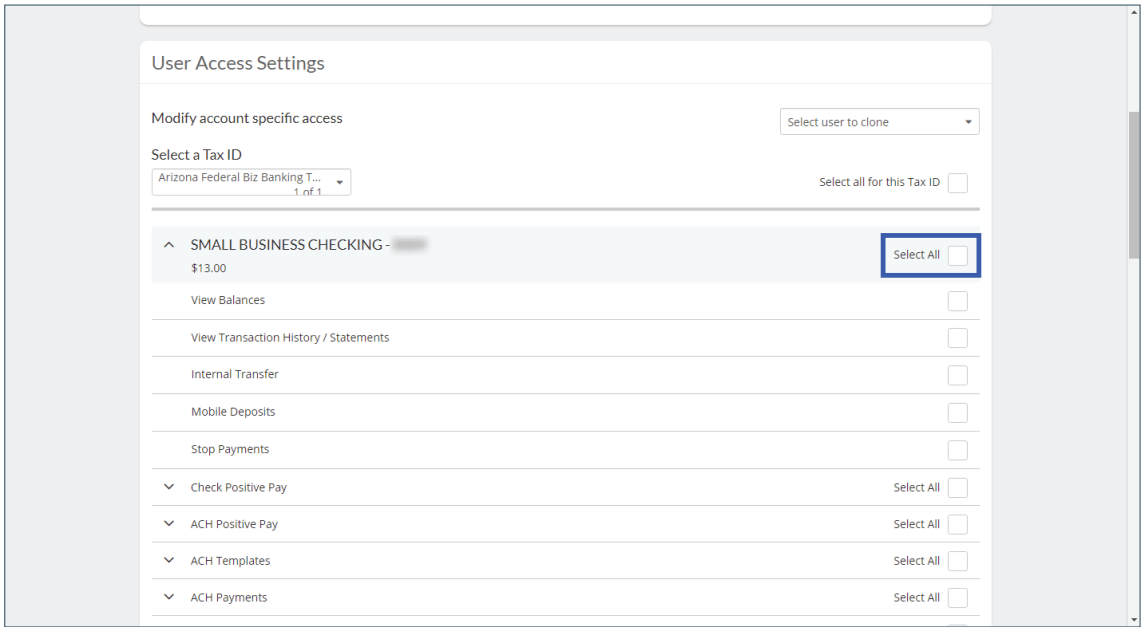 User Access Settings
Modify account specific access
Select user to clone
Select a Tax ID
Arizona Federal Biz Banking T...
1 of 1
Select all for this Tax ID
SMALL BUSINESS CHECKING -
Select All
$13.00
View Balances
View Transaction History / Statements
Internal Transfer
Mobile Deposits
Stop Payments
Check Positive Pay Select All
ACH Positive Pay Select All
ACH Templates Select All
ACH Payments Select All